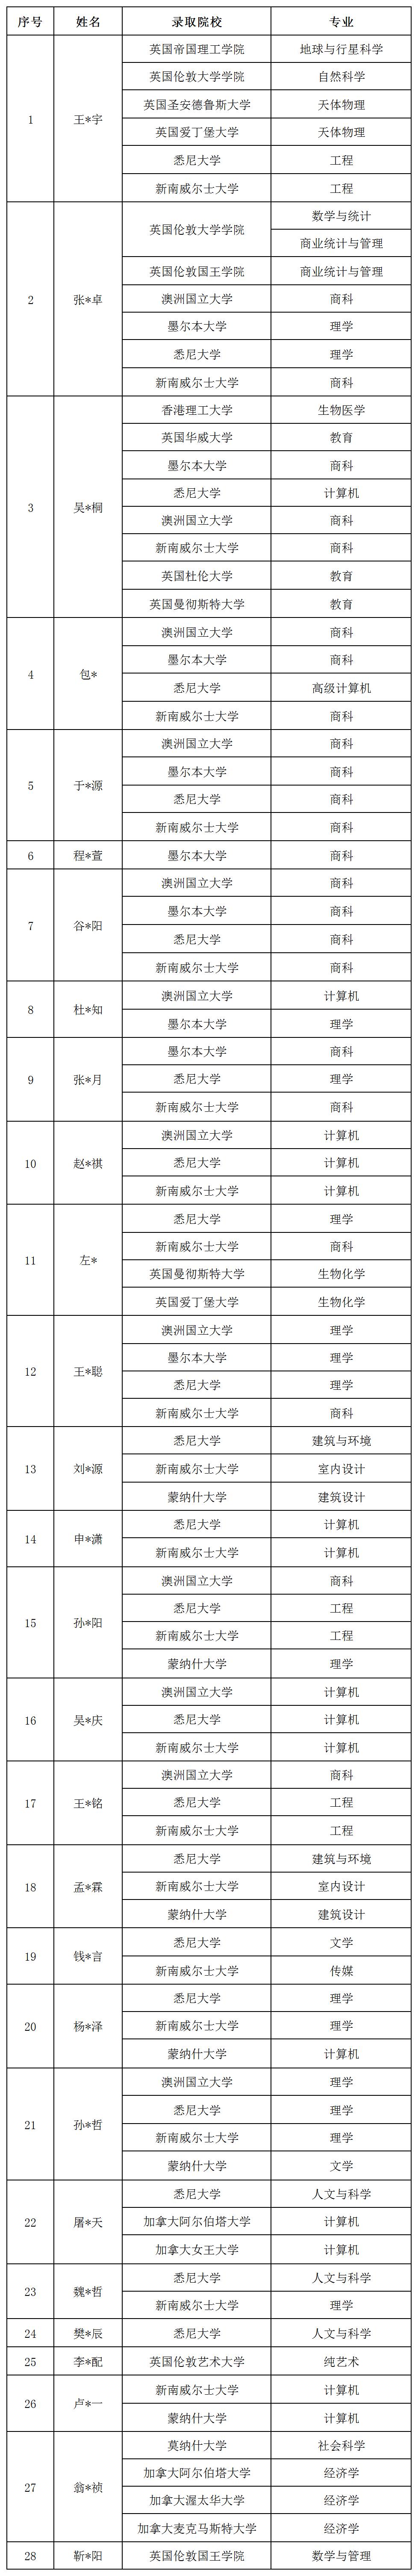 序号 姓名 录取院校 专业
1 王*宇 英国帝国理工学院 地球与行星科学
英国伦敦大学学院 自然科学
英国圣安德鲁斯大学 天体物理
英国爱丁堡大学 天体物理
悉尼大学 工程
新南威尔士大学 工程
2 张*卓 英国伦敦大学学院 数学与统计
商业统计与管理
英国伦敦国王学院 商业统计与管理
澳洲国立大学 商科
墨尔本大学 理学
悉尼大学 理学
新南威尔士大学 商科
3 吴*桐 香港理工大学 生物医学
英国华威大学 教育
墨尔本大学 商科
悉尼大学 计算机
澳洲国立大学 商科
新南威尔士大学 商科
英国杜伦大学 教育
英国曼彻斯特大学 教育
4 包* 澳洲国立大学 商科
墨尔本大学 商科
悉尼大学 高级计算机
新南威尔士大学 商科
5 于*源 澳洲国立大学 商科
墨尔本大学 商科
悉尼大学 商科
新南威尔士大学 商科
6 程*萱 墨尔本大学 商科
7 谷*阳 澳洲国立大学 商科
墨尔本大学 商科
悉尼大学 商科
新南威尔士大学 商科
8 杜*知 澳洲国立大学 计算机
墨尔本大学 理学
9 张*月 墨尔本大学 商科
悉尼大学 理学
新南威尔士大学 商科
10 赵*祺 澳洲国立大学 计算机
悉尼大学 计算机
新南威尔士大学 计算机
11 左* 悉尼大学 理学
新南威尔士大学 商科
英国曼彻斯特大学 生物化学
英国爱丁堡大学 生物化学
12 王*聪 澳洲国立大学 理学
墨尔本大学 理学
悉尼大学 理学
新南威尔士大学 商科
13 刘*源 悉尼大学 建筑与环境
新南威尔士大学 室内设计
蒙纳什大学 建筑设计
14 申*潇 悉尼大学 计算机
新南威尔士大学 计算机
15 孙*阳 澳洲国立大学 商科
悉尼大学 工程
新南威尔士大学 工程
蒙纳什大学 理学
16 吴*庆 澳洲国立大学 计算机
悉尼大学 计算机
新南威尔士大学 计算机
17 王*铭 澳洲国立大学 商科
悉尼大学 工程
新南威尔士大学 工程
18 孟*霖 悉尼大学 建筑与环境
新南威尔士大学 室内设计
蒙纳什大学 建筑设计
19 钱*言 悉尼大学 文学
新南威尔士大学 传媒
20 杨*泽 悉尼大学 理学
新南威尔士大学 理学
蒙纳什大学 计算机
21 孙*哲 澳洲国立大学 理学
悉尼大学 理学
新南威尔士大学 理学
蒙纳什大学 文学
22 屠*天 悉尼大学 人文与科学
加拿大阿尔伯塔大学 计算机
加拿大女王大学 计算机
23 魏*哲 悉尼大学 人文与科学
新南威尔士大学 理学
24 樊*辰 悉尼大学 人文与科学
25 李*配 英国伦敦艺术大学 纯艺术
26 卢*一 新南威尔士大学 计算机
蒙纳什大学 计算机
27 翁*祯 莫纳什大学 社会科学
加拿大阿尔伯塔大学 经济学
加拿大渥太华大学 经济学
加拿大麦克马斯特大学 经济学
28 靳*阳 英国伦敦国王学院 数学与管理